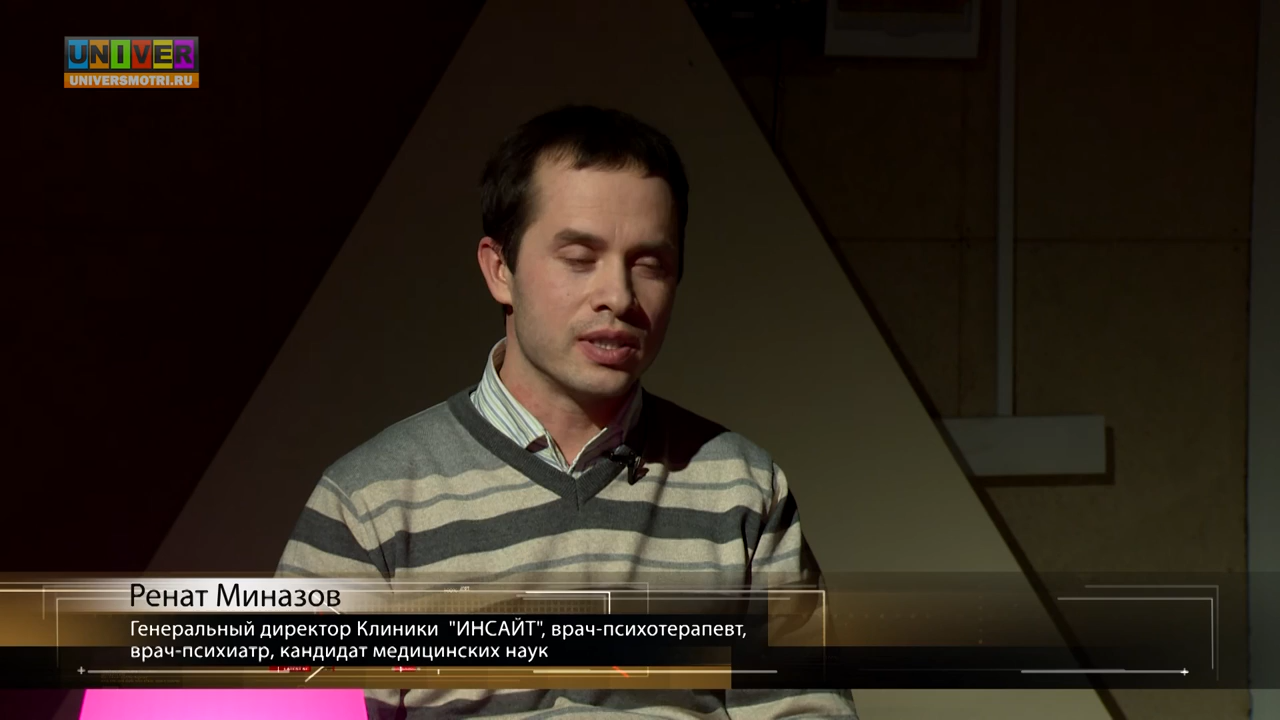 UNIVER
UNIVERSMOTRI.RU
Ренат Миназов
Генеральный директор Клиники "ИНСАЙТ", врач-психотерапевт,
врач-психиатр, кандидат медицинских наук